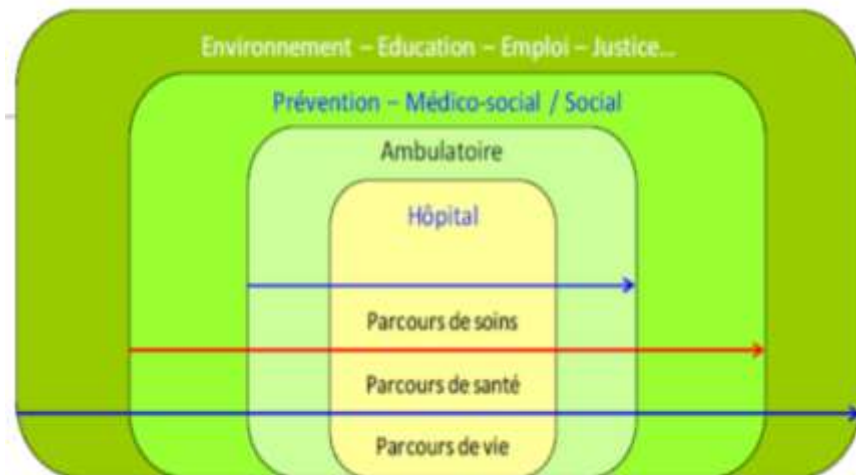 Environnement – Education – Emploi – Justice...
Prévention – Médico-social / Social
Ambulatoire
Hôpital
Parcours de soins
Parcours de santé
Parcours de vie